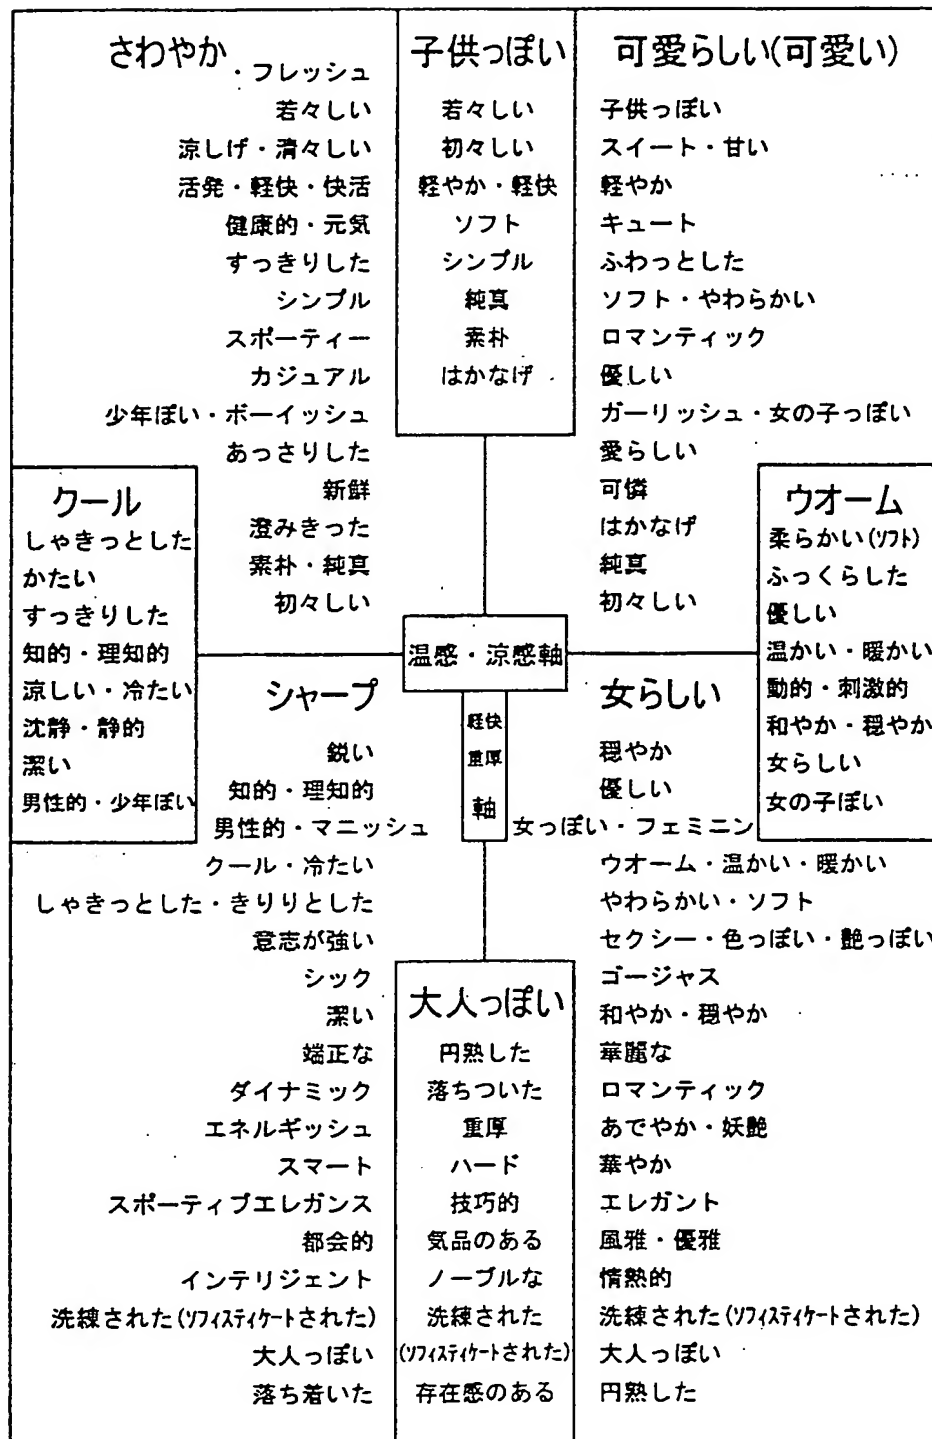 さわやか
・フレッシュ
若々しい
涼しげ・清々しい
活発・軽快・快活
健康的・元気
すっきりした
シンプル
スポーティー
カジュアル
少年ぽい・ボーイッシュ
あっさりした
新鮮
澄みきった
素朴・純真
初々しい
子供っぽい
若々しい
初々しい
軽やか・軽快
ソフト
シンプル
純真
素朴
はかなげ
可愛らしい(可愛い)
子供っぽい
スイート・甘い
軽やか
キュート
ふわっとした
ソフト・やわらかい
ロマンティック
優しい
ガーリッシュ・女の子っぽい
愛らしい
可憐
はかなげ
純真
初々しい
クール
しゃきっとした
かたい
すっきりした
知的・理知的
涼しい・冷たい
沈静・静的
潔い
男性的・少年ぽい
温感・涼感軸
軽快
重厚
軸
ウオーム
柔らかい(ソフト)
ふっくらした
優しい
温かい・暖かい
動的・刺激的
和やか・穏やか
女らしい
女の子ぽい
シャープ
鋭い
知的・理知的
男性的・マニッシュ
クール・冷たい
しゃきっとした・きりりとした
意志が強い
シック
潔い
端正な
ダイナミック
エネルギッシュ
スマート
スポーティブエレガンス
都会的
インテリジェント
洗練された(ソフィスティケートされた)
大人っぽい
落ち着いた
大人っぽい
円熟した
落ちついた
重厚
ハード
技巧的
気品のある
ノーブルな
洗練された
(ソフィスティケートされた)
存在感のある
女らしい
穏やか
優しい
女っぽい・フェミニン
ウオーム・温かい・暖かい
やわらかい・ソフト
セクシー・色っぽい・艶っぽい
ゴージャス
和やか・穏やか
華麗な
ロマンティック
あでやか・妖艶
華やか
エレガント
風雅・優雅
情熱的
洗練された(ソフィスティケートされた)
大人っぽい
円熟した